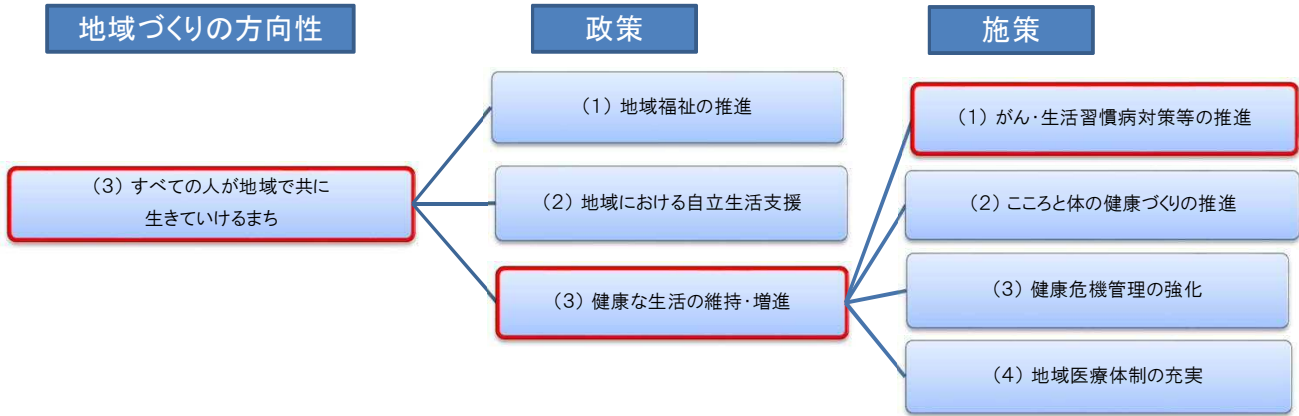 地域づくりの方向性
政策
施策
(3) すべての人が地域で共に
生きていけるまち
(1) 地域福祉の推進
(2) 地域における自立生活支援
(3) 健康な生活の維持・増進
(1) がん・生活習慣病対策等の推進
(2) こころと体の健康づくりの推進
(3) 健康危機管理の強化
(4) 地域医療体制の充実